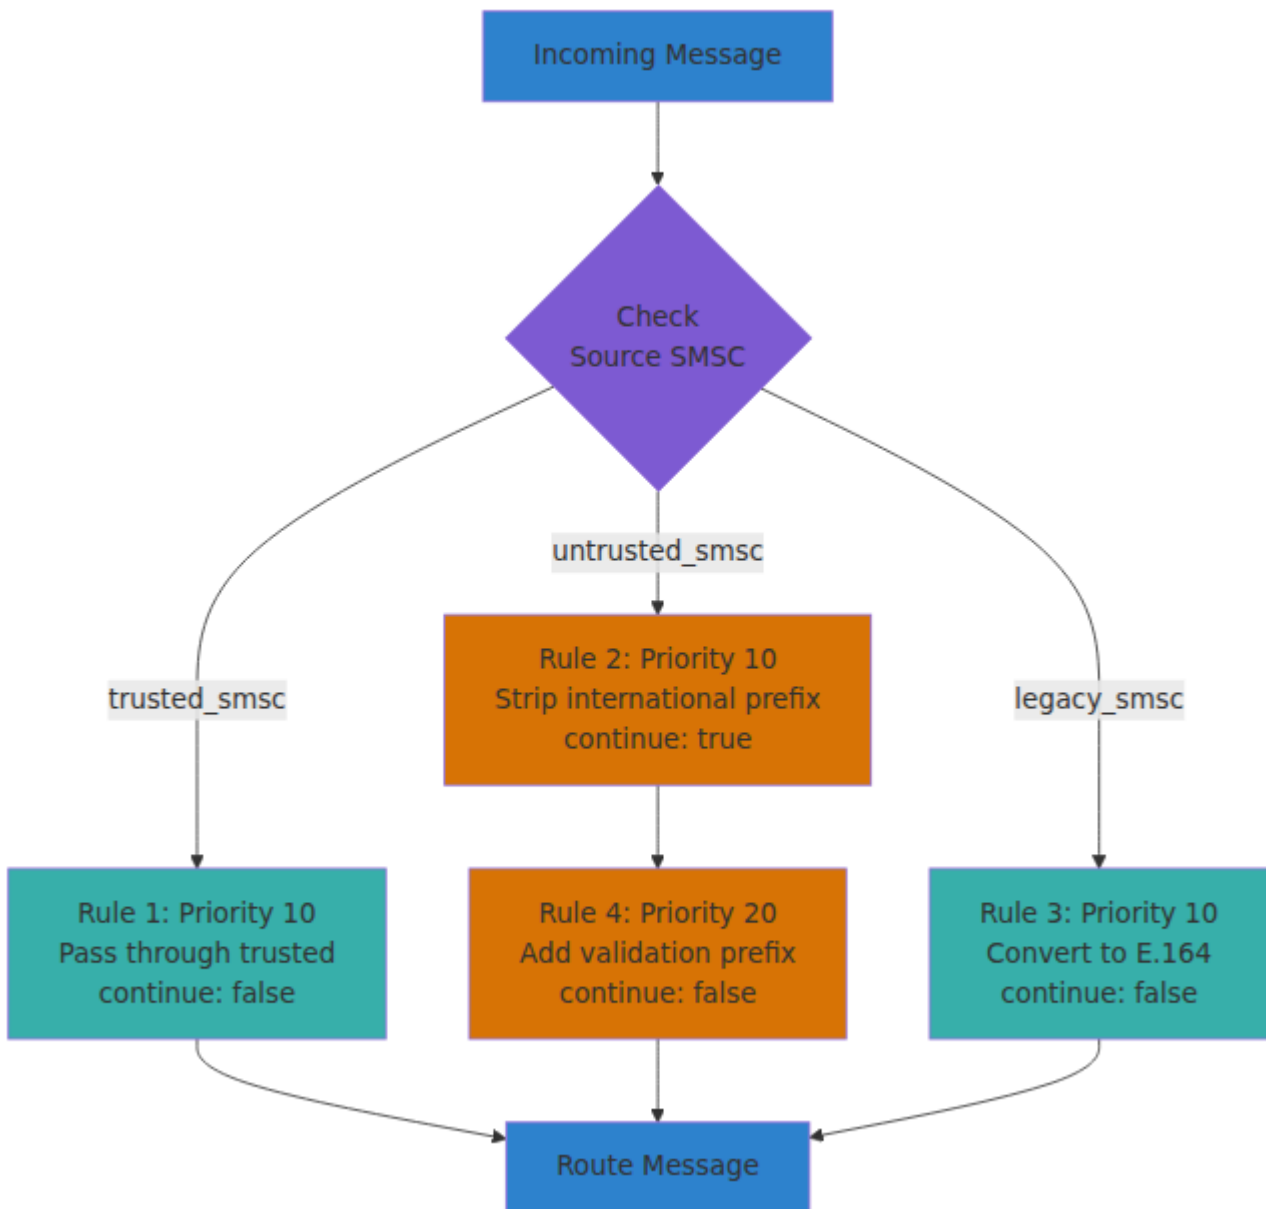 Incoming Message
Check
Source SMSC
untrusted_smsc
Rule 2: Priority 10
Strip international prefix
continue: true
trusted_smsc
legacy_smsc
Rule 1: Priority 10
Pass through trusted
continue: false
Rule 4: Priority 20
Add validation prefix
continue: false
Rule 3: Priority 10
Convert to E.164
continue: false
Route Message